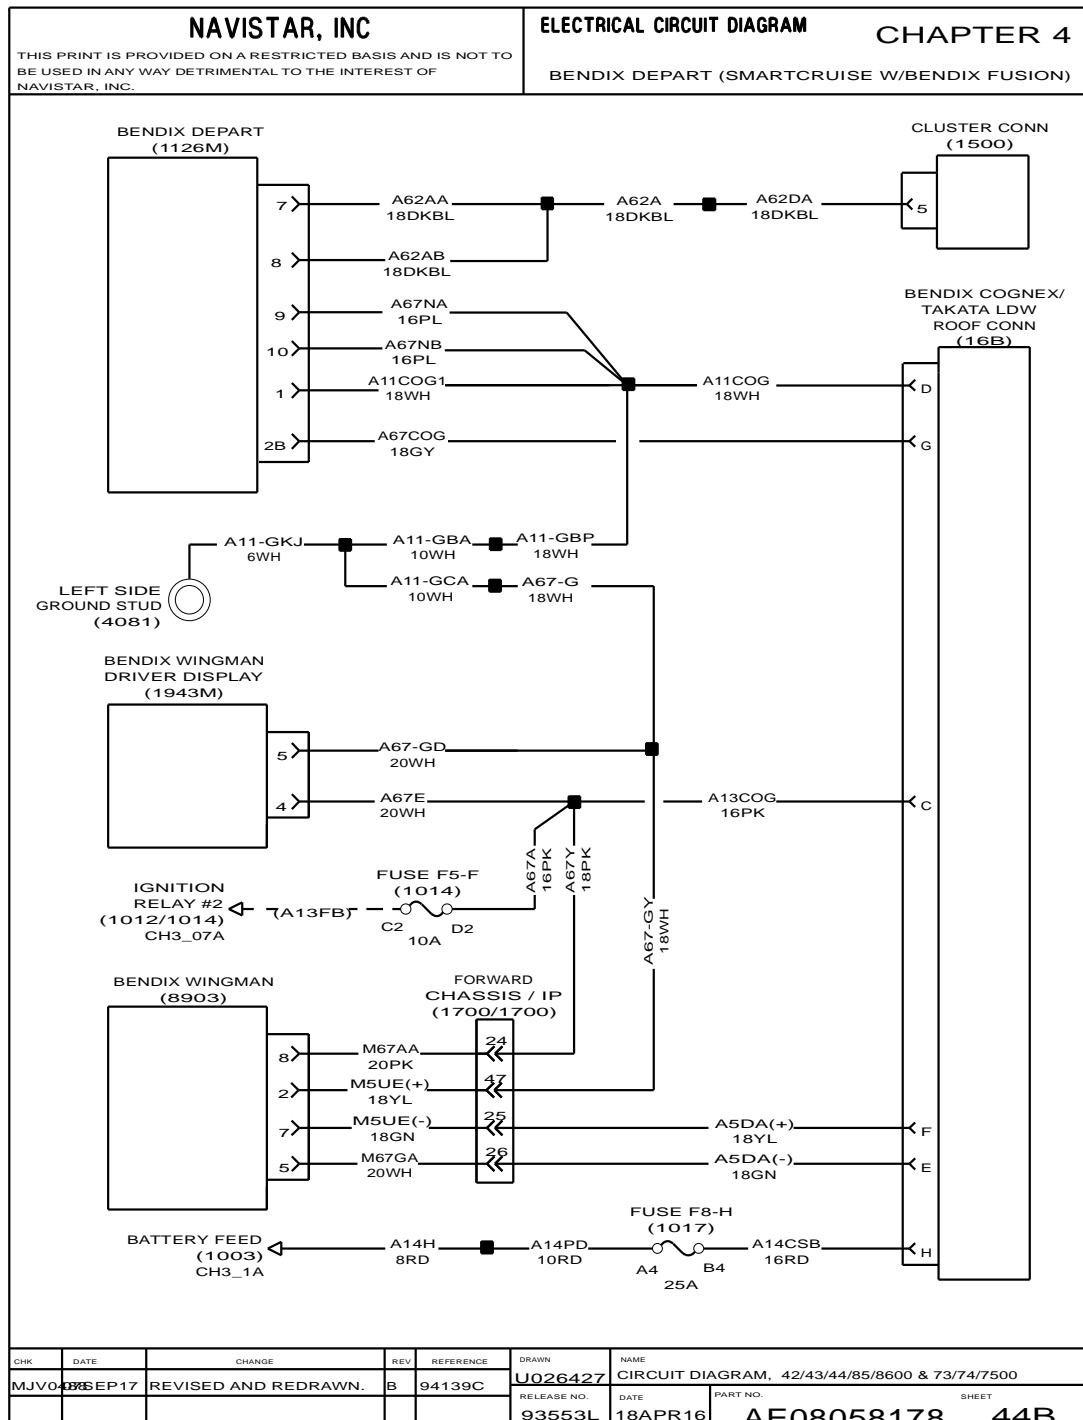 NAVISTAR, INC
THIS PRINT IS PROVIDED ON A RESTRICTED BASIS AND IS NOT TO
BE USED IN ANY WAY DETRIMENTAL TO THE INTEREST OF
NAVISTAR, INC.
ELECTRICAL CIRCUIT DIAGRAM
CHAPTER 4
BENDIX DEPART (SMARTCRUISE W/BENDIX FUSION)
BENDIX DEPART
(1126M)
CLUSTER CONN
(1500)
7
A62AA
18DKBL
A62A
18DKBL
A62DA
18DKBL
5
8
A62AB
18DKBL
BENDIX COGNEX/
TAKATA LDW
ROOF CONN
(16B)
9
A67NA
16PL
10
A67NB
16PL
1
A11COG1
18WH
A11COG
18WH
D
2B
A67COG
18GY
G
A11-GKJ
6WH
A11-GBA
10WH
A11-GBP
18WH
A11-GCA
10WH
A67-G
18WH
LEFT SIDE
GROUND STUD
(4081)
BENDIX WINGMAN
DRIVER DISPLAY
(1943M)
5
A67-GD
20WH
4
A67E
20WH
A13COG
16PK
C
A67A
16PK
A67Y
18PK
A67-GY
18WH
FUSE F5-F
(1014)
IGNITION
RELAY #2
(1012/1014)
CH3_07A
(A13FB)
C2
D2
10A
BENDIX WINGMAN
(8903)
FORWARD
CHASSIS / IP
(1700/1700)
8
M67AA
20PK
24
2
M5UE(+)
18YL
47
7
M5UE(-)
18GN
25
A5DA(+)
18YL
F
5
M67GA
20WH
26
A5DA(-)
18GN
E
FUSE F8-H
(1017)
BATTERY FEED
(1003)
CH3_1A
A14H
8RD
A14PD
10RD
A4
B4
25A
A14CSB
16RD
H
CHK DATE CHANGE REV REFERENCE
REVISED AND REDRAWN. B 94139C
DRAWN
U026427
NAME
CIRCUIT DIAGRAM, 42/43/44/85/8600 & 73/74/7500
RELEASE NO.
93553L
DATE
18APR16
PART NO.
AE08058178
SHEET
44B